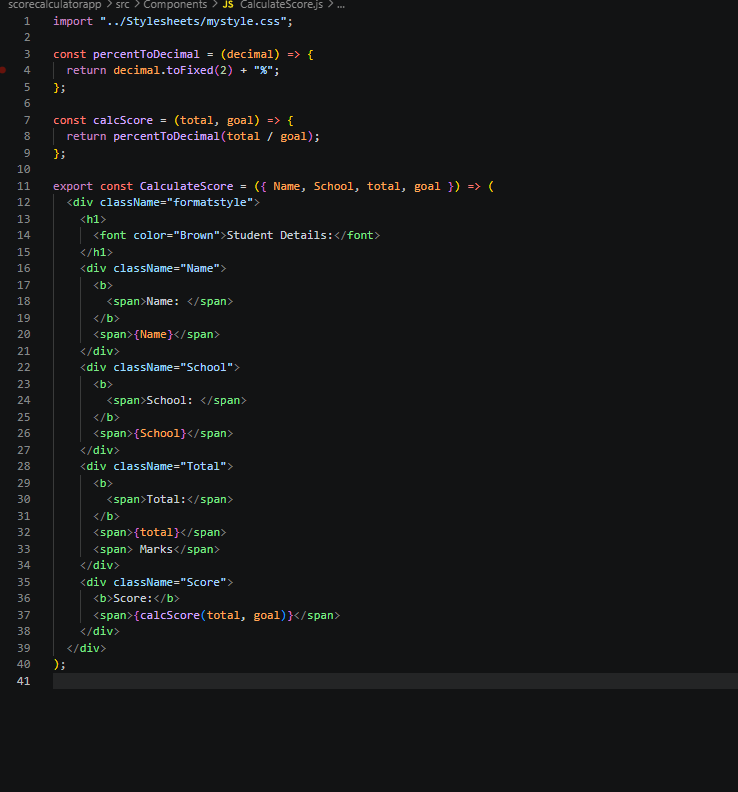 scorecalculatorapp > src > Components > JS CalculateScore.js > ...
1 import "../Stylesheets/mystyle.css";
2
3 const percentToDecimal = (decimal) => {
4   return decimal.toFixed(2) + "%";
5 };
6
7 const calcScore = (total, goal) => {
8   return percentToDecimal(total / goal);
9 };
10
11 export const CalculateScore = ({ Name, School, total, goal }) => (
12   <div className="formatstyle">
13     <h1>
14       <font color="Brown">Student Details:</font>
15     </h1>
16     <div className="Name">
17       <b>
18         <span>Name: </span>
19       </b>
20       <span>{Name}</span>
21     </div>
22     <div className="School">
23       <b>
24         <span>School: </span>
25       </b>
26       <span>{School}</span>
27     </div>
28     <div className="Total">
29       <b>
30         <span>Total:</span>
31       </b>
32       <span>{total}</span>
33       <span> Marks</span>
34     </div>
35     <div className="Score">
36       <b>Score:</b>
37       <span>{calcScore(total, goal)}</span>
38     </div>
39   </div>
40 );
41